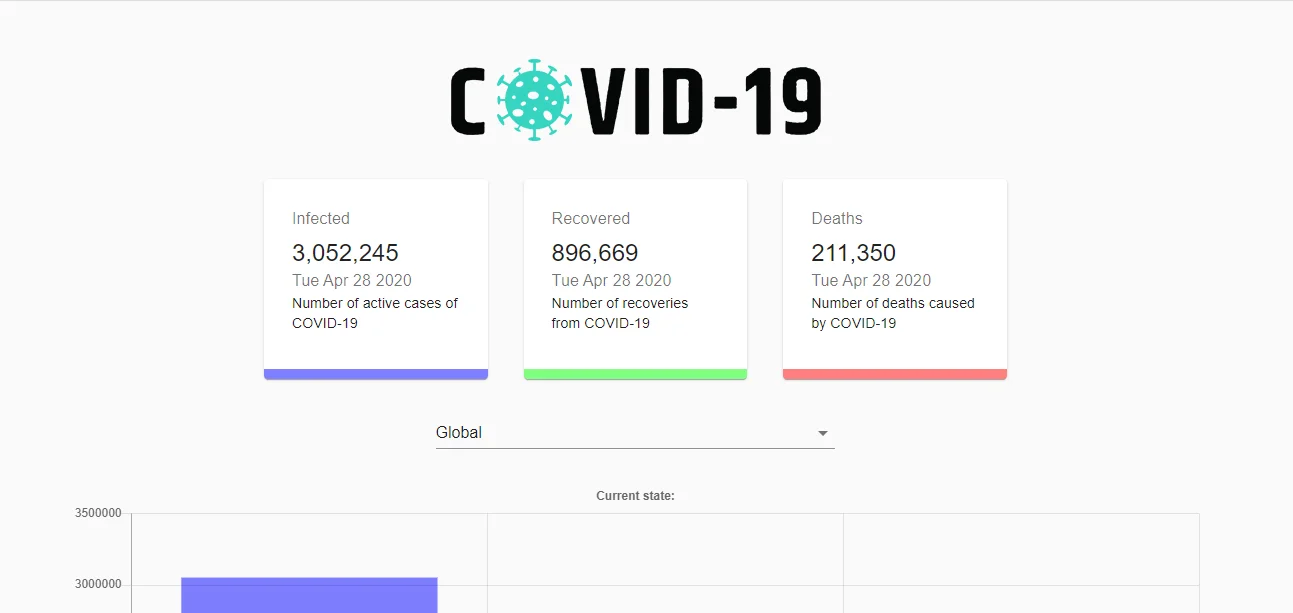 COVID-19
Infected
3,052,245
Tue Apr 28 2020
Number of active cases of
COVID-19
Recovered
896,669
Tue Apr 28 2020
Number of recoveries
from COVID-19
Deaths
211,350
Tue Apr 28 2020
Number of deaths caused
by COVID-19
Global
Current state:
3500000
3000000